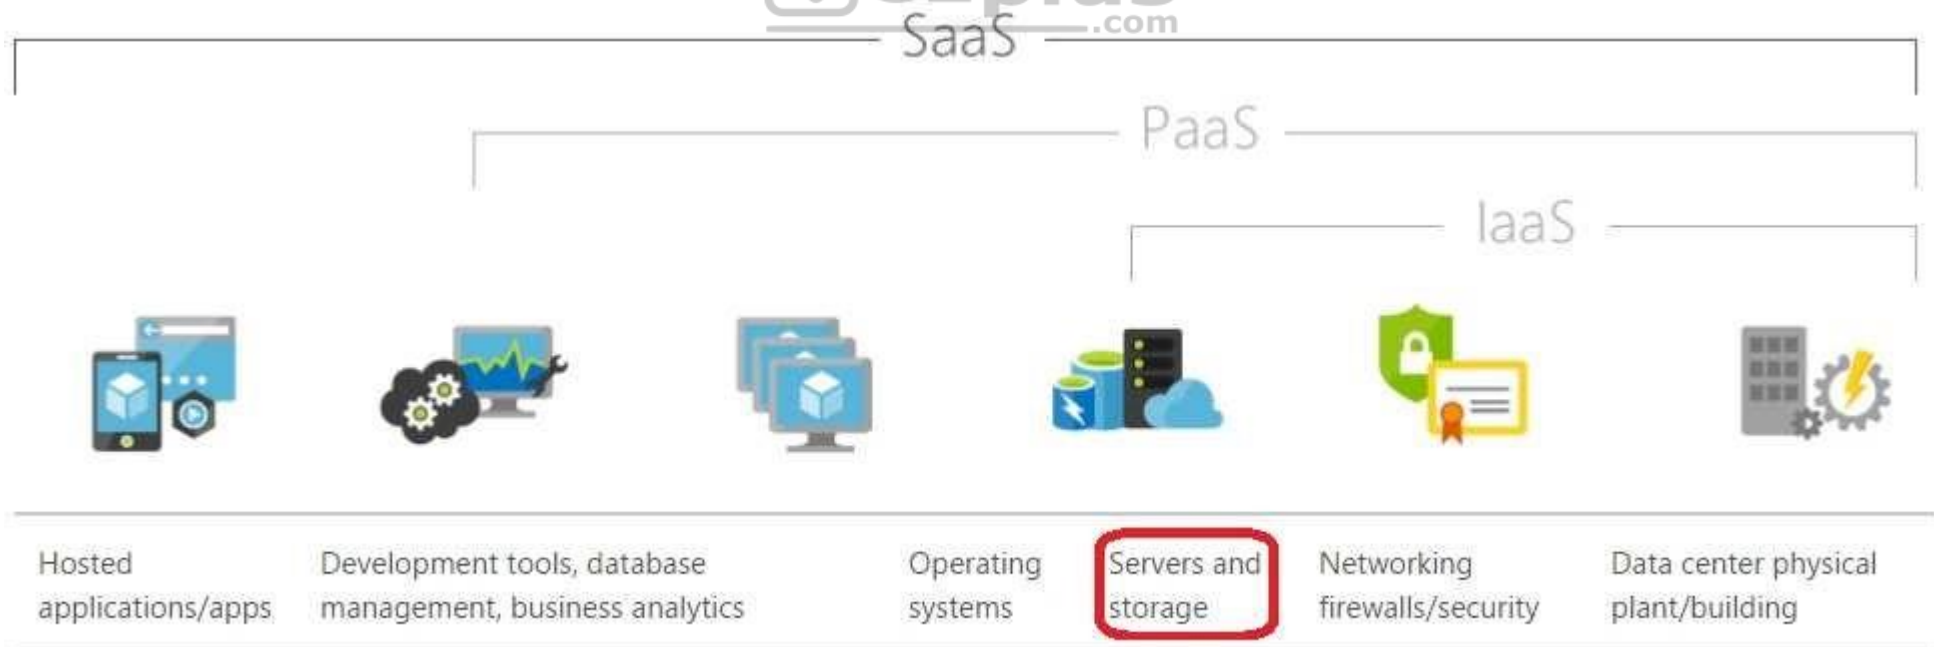 .com
SaaS
PaaS
IaaS
Hosted
applications/apps
Development tools, database
management, business analytics
Operating
systems
Servers and
storage
Networking
firewalls/security
Data center physical
plant/building